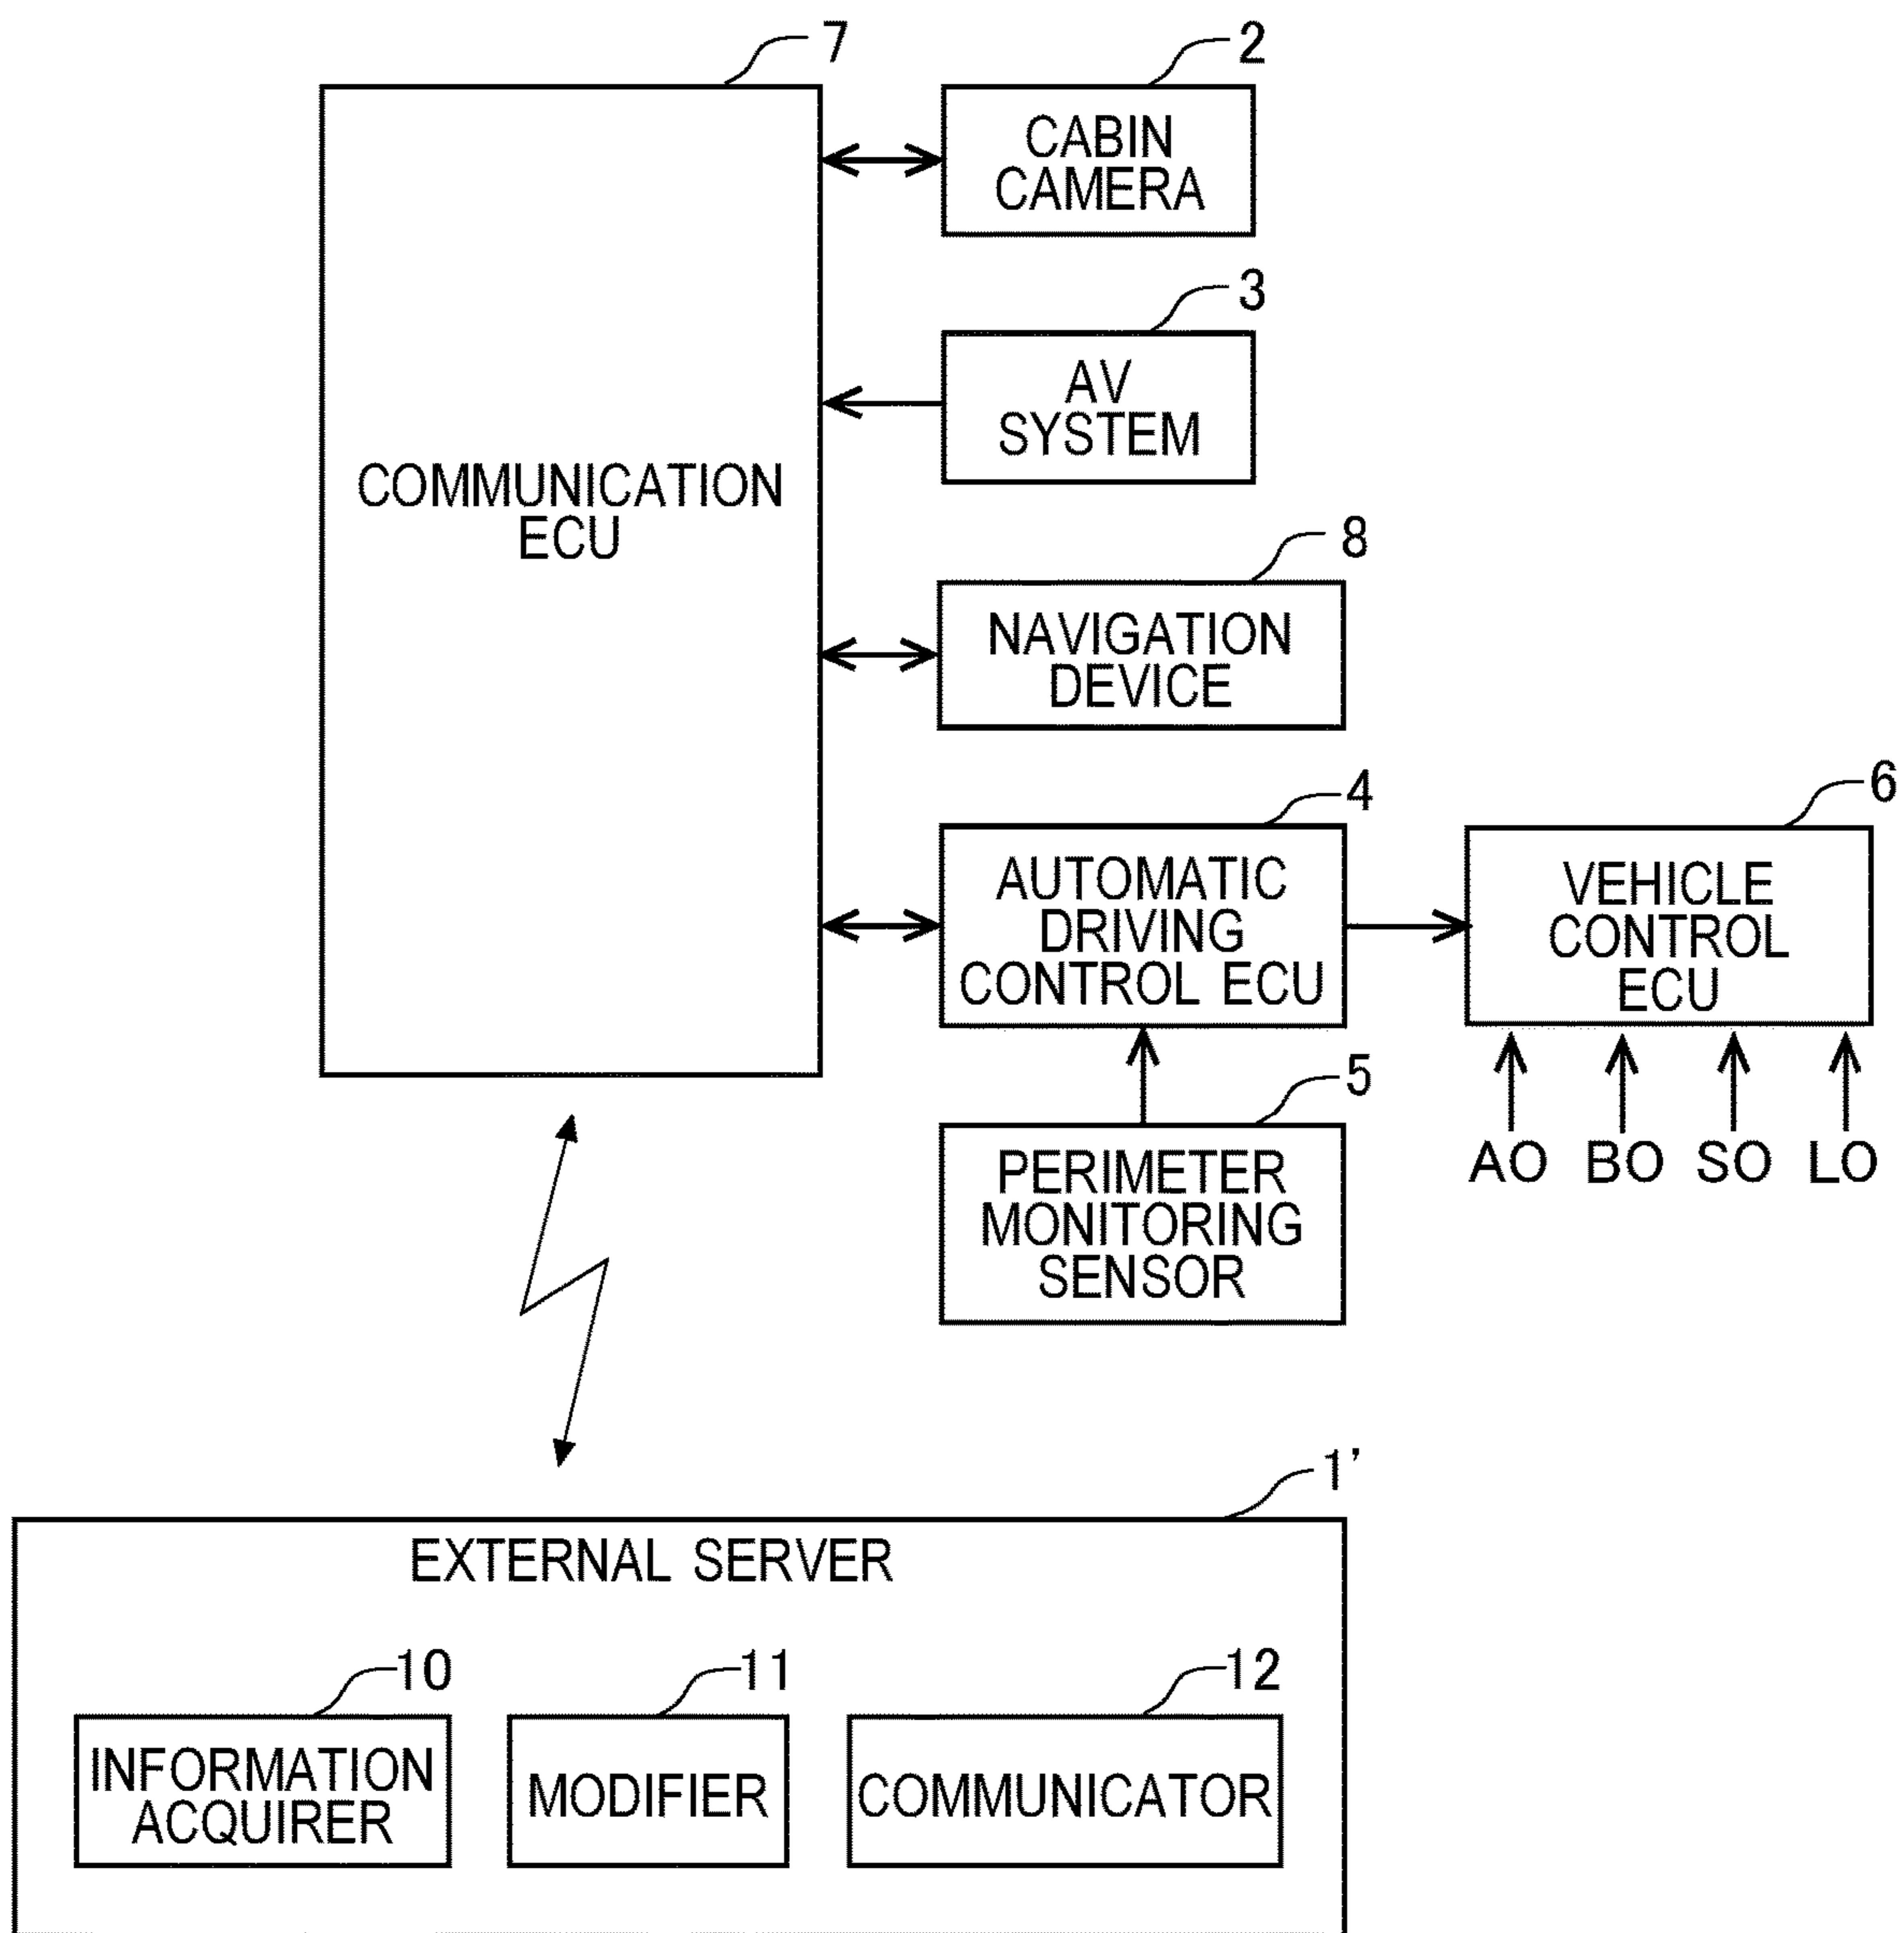 7
2
CABIN
CAMERA
3
AV
SYSTEM
COMMUNICATION
ECU
8
NAVIGATION
DEVICE
4
6
AUTOMATIC
DRIVING
CONTROL ECU
VEHICLE
CONTROL
ECU
5
AO BO SO LO
PERIMETER
MONITORING
SENSOR
1’
EXTERNAL SERVER
10
11
12
INFORMATION
ACQUIRER
MODIFIER
COMMUNICATOR